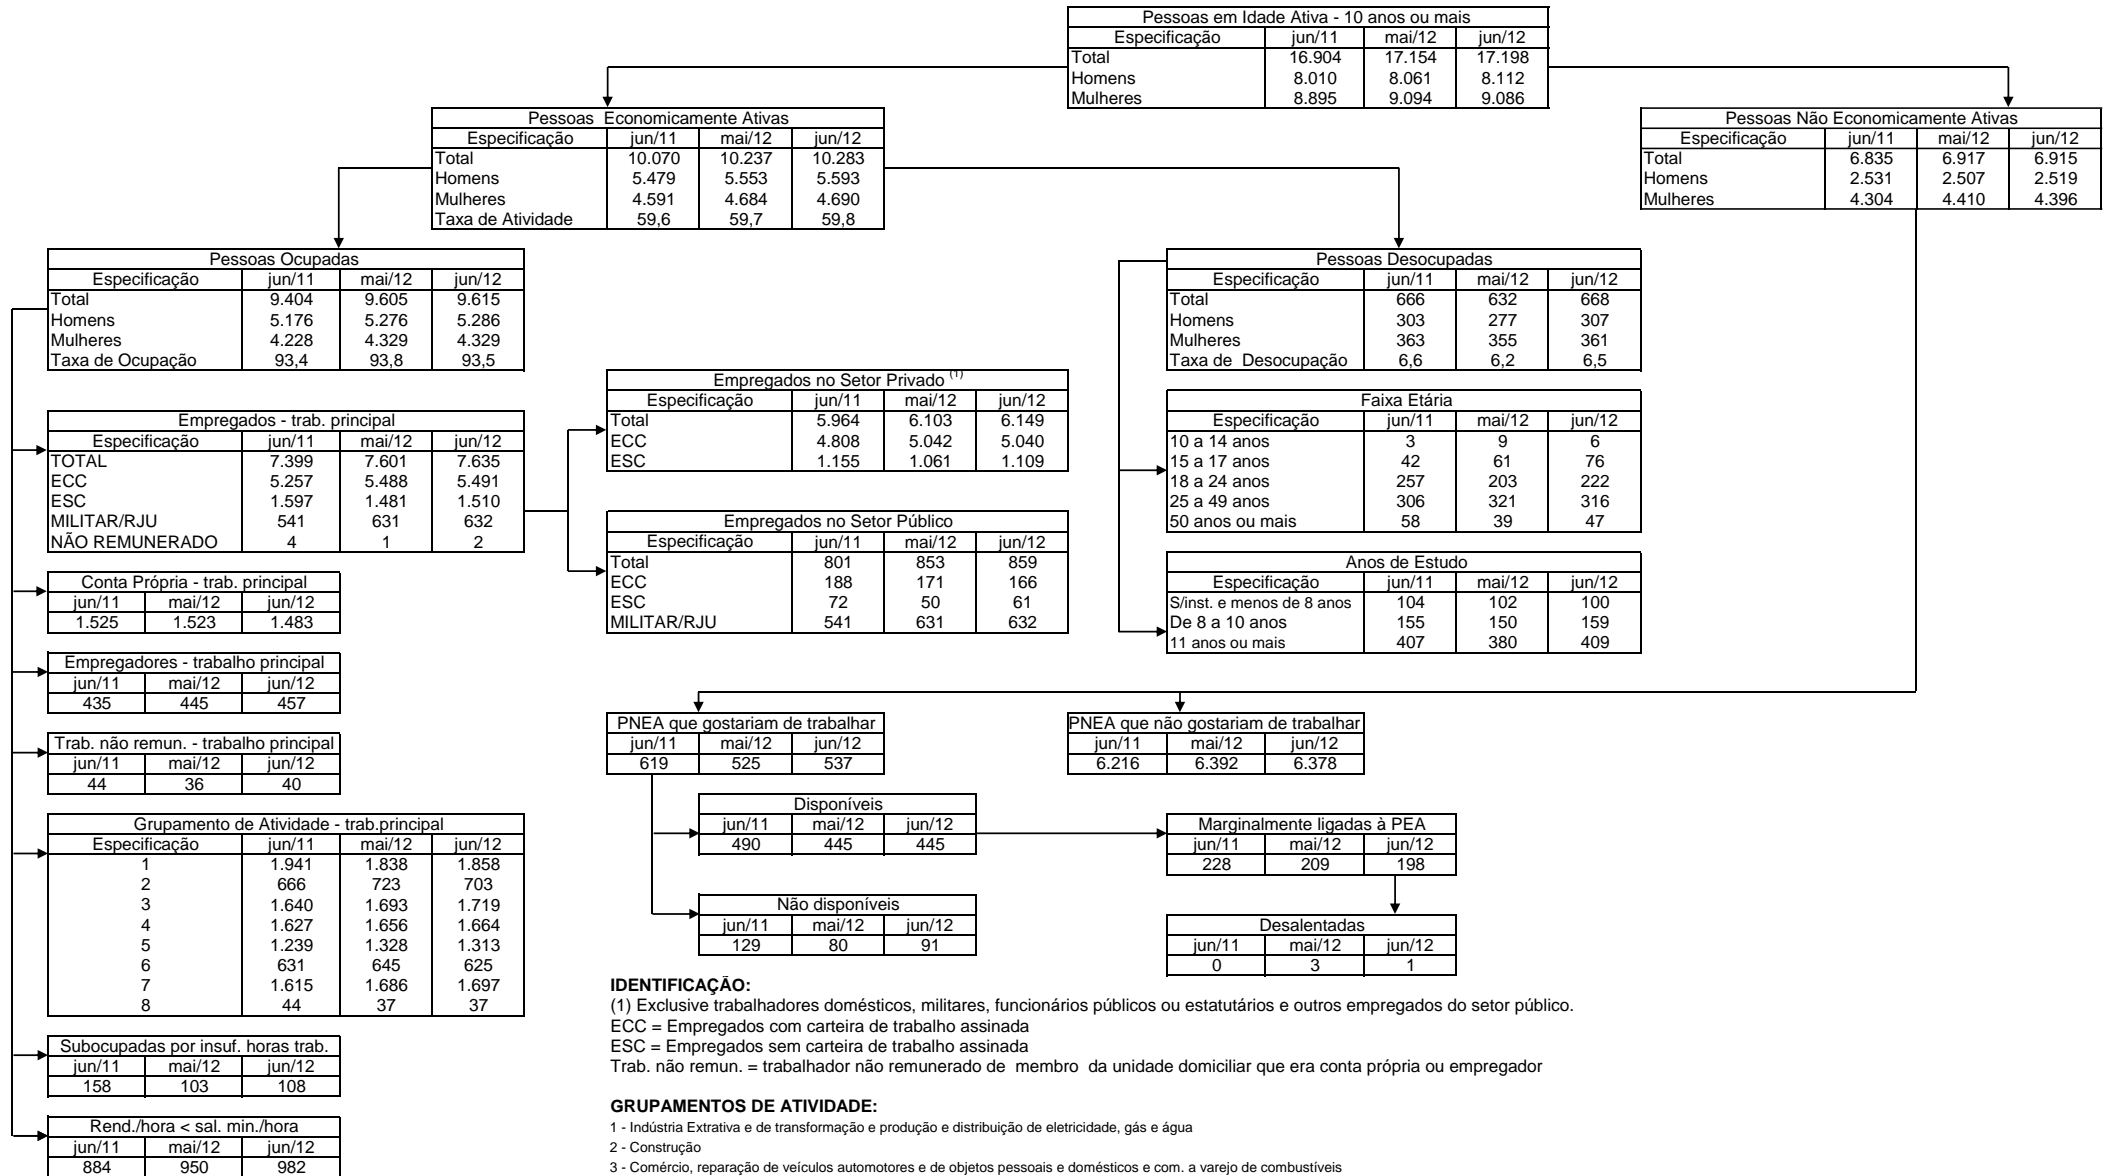 Pessoas em Idade Ativa - 10 anos ou mais
Especificação jun/11 mai/12 jun/12
Total 16.904 17.154 17.198
Homens 8.010 8.061 8.112
Mulheres 8.895 9.094 9.086
Pessoas Economicamente Ativas
Especificação jun/11 mai/12 jun/12
Total 10.070 10.237 10.283
Homens 5.479 5.553 5.593
Mulheres 4.591 4.684 4.690
Taxa de Atividade 59,6 59,7 59,8
Pessoas Não Economicamente Ativas
Especificação jun/11 mai/12 jun/12
Total 6.835 6.917 6.915
Homens 2.531 2.507 2.519
Mulheres 4.304 4.410 4.396
Pessoas Ocupadas
Especificação jun/11 mai/12 jun/12
Total 9.404 9.605 9.615
Homens 5.176 5.276 5.286
Mulheres 4.228 4.329 4.329
Taxa de Ocupação 93,4 93,8 93,5
Pessoas Desocupadas
Especificação jun/11 mai/12 jun/12
Total 666 632 668
Homens 303 277 307
Mulheres 363 355 361
Taxa de Desocupação 6,6 6,2 6,5
Empregados - trab. principal
Especificação jun/11 mai/12 jun/12
TOTAL 7.399 7.601 7.635
ECC 5.257 5.488 5.491
ESC 1.597 1.481 1.510
MILITAR/RJU 541 631 632
NÃO REMUNERADO 4 1 2
Empregados no Setor Privado (1)
Especificação jun/11 mai/12 jun/12
Total 5.964 6.103 6.149
ECC 4.808 5.042 5.040
ESC 1.155 1.061 1.109
Empregados no Setor Público
Especificação jun/11 mai/12 jun/12
Total 801 853 859
ECC 188 171 166
ESC 72 50 61
MILITAR/RJU 541 631 632
Faixa Etária
Especificação jun/11 mai/12 jun/12
10 a 14 anos 3 9 6
15 a 17 anos 42 61 76
18 a 24 anos 257 203 222
25 a 49 anos 306 321 316
50 anos ou mais 58 39 47
Anos de Estudo
Especificação jun/11 mai/12 jun/12
S/inst. e menos de 8 anos 104 102 100
De 8 a 10 anos 155 150 159
11 anos ou mais 407 380 409
Conta Própria - trab. principal
jun/11 mai/12 jun/12
1.525 1.523 1.483
Empregadores - trabalho principal
jun/11 mai/12 jun/12
435 445 457
Trab. não remun. - trabalho principal
jun/11 mai/12 jun/12
44 36 40
Grupamento de Atividade - trab.principal
Especificação jun/11 mai/12 jun/12
1 1.941 1.838 1.858
2 666 723 703
3 1.640 1.693 1.719
4 1.627 1.656 1.664
5 1.239 1.328 1.313
6 631 645 625
7 1.615 1.686 1.697
8 44 37 37
Subocupadas por insuf. horas trab.
jun/11 mai/12 jun/12
158 103 108
Rend./hora < sal. min./hora
jun/11 mai/12 jun/12
884 950 982
PNEA que gostariam de trabalhar
jun/11 mai/12 jun/12
619 525 537
PNEA que não gostariam de trabalhar
jun/11 mai/12 jun/12
6.216 6.392 6.378
Disponíveis
jun/11 mai/12 jun/12
490 445 445
Marginalmente ligadas à PEA
jun/11 mai/12 jun/12
228 209 198
Não disponíveis
jun/11 mai/12 jun/12
129 80 91
Desalentadas
jun/11 mai/12 jun/12
0 3 1
IDENTIFICAÇÃO:
(1) Exclusive trabalhadores domésticos, militares, funcionários públicos ou estatutários e outros empregados do setor público.
ECC = Empregados com carteira de trabalho assinada
ESC = Empregados sem carteira de trabalho assinada
Trab. não remun. = trabalhador não remunerado de membro da unidade domiciliar que era conta própria ou empregador
GRUPAMENTOS DE ATIVIDADE:
1 - Indústria Extrativa e de transformação e produção e distribuição de eletricidade, gás e água
2 - Construção
3 - Comércio, reparação de veículos automotores e de objetos pessoais e domésticos e com. a varejo de combustíveis